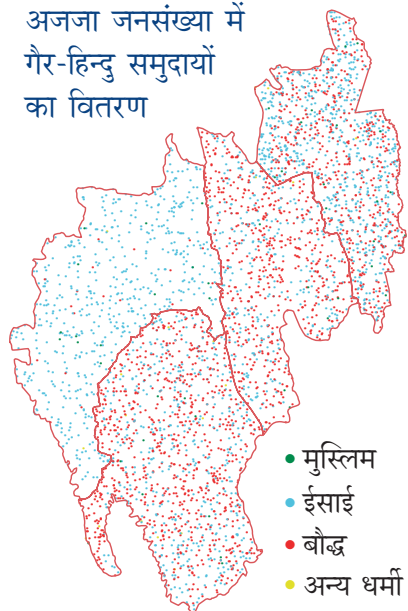 अजजा जनसंख्या में
गैर-हिन्दु समुदायों
का वितरण
मुस्लिम
ईसाई
बौद्ध
अन्य धर्मी